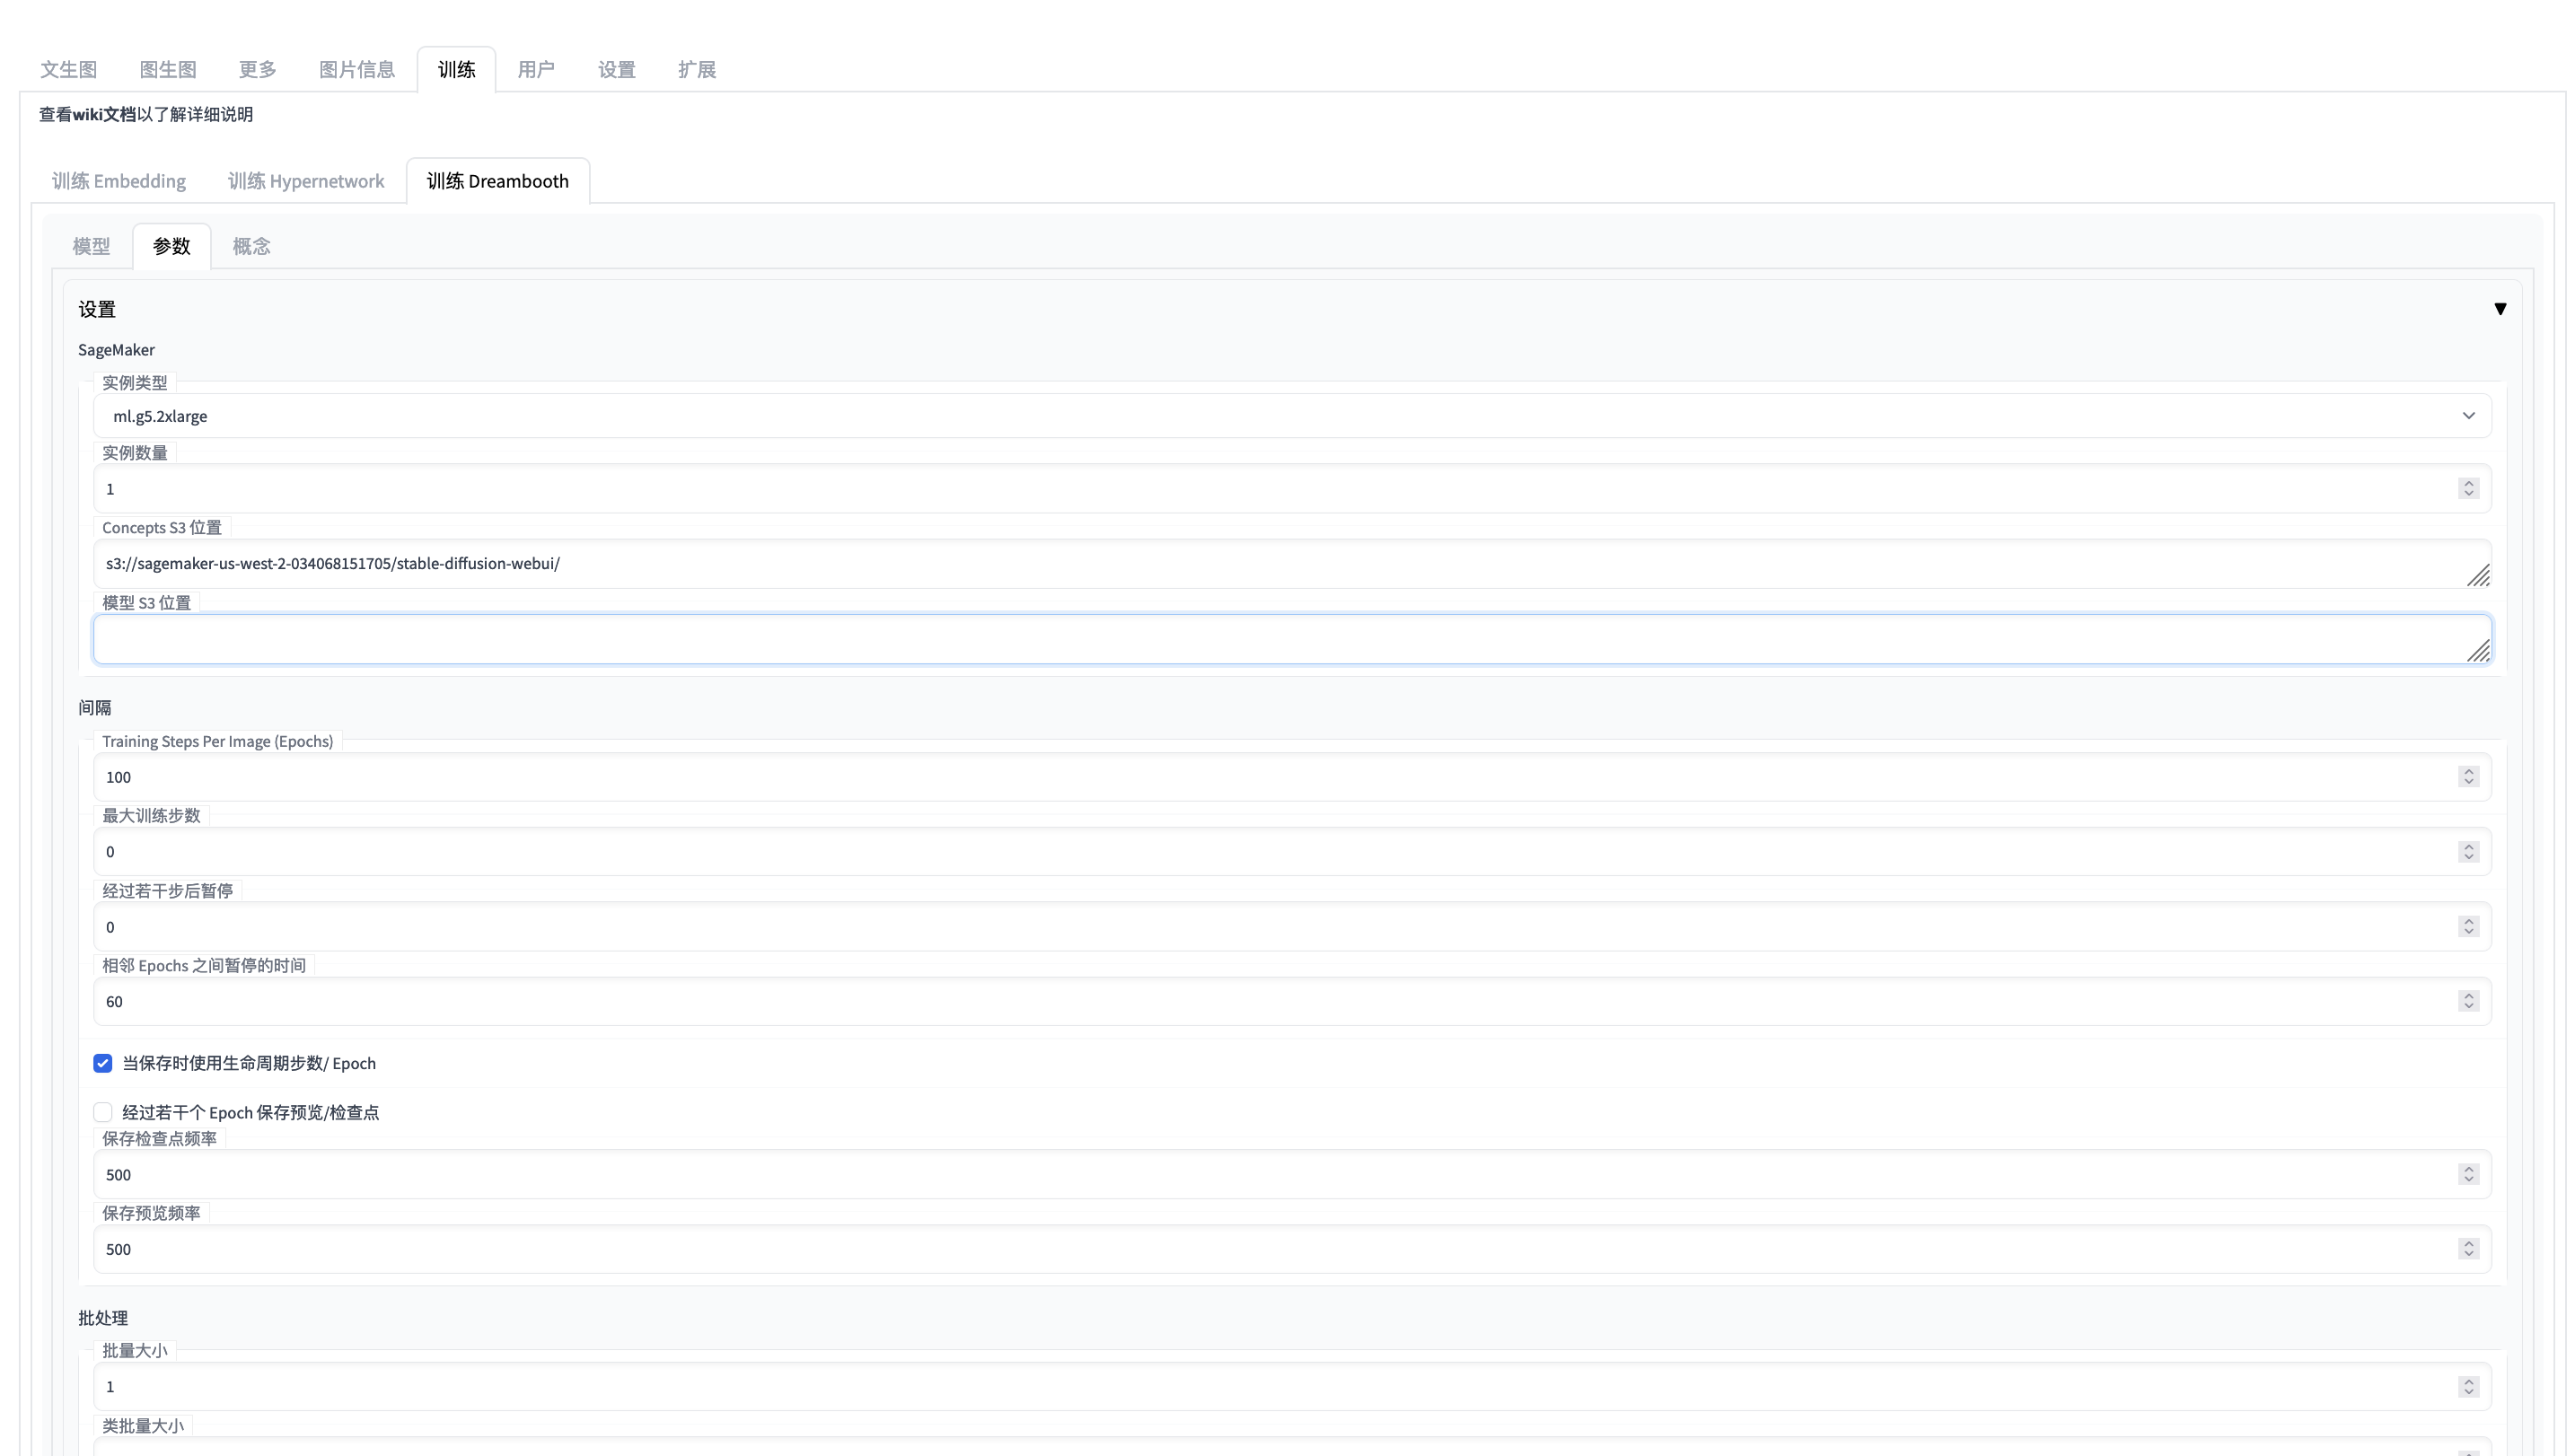 文生图 图生图 更多 图片信息 训练 用户 设置 扩展
查看wiki文档以了解详细说明
训练 Embedding 训练 Hypernetwork 训练 Dreambooth
模型 参数 概念
设置 ▼
SageMaker
实例类型
ml.g5.2xlarge
实例数量
1
Concepts S3 位置
s3://sagemaker-us-west-2-034068151705/stable-diffusion-webui/
模型 S3 位置
间隔
Training Steps Per Image (Epochs)
100
最大训练步数
0
经过若干步后暂停
0
相邻 Epochs 之间暂停的时间
60
当保存时使用生命周期步数/ Epoch
经过若干个 Epoch 保存预览/检查点
保存检查点频率
500
保存预览频率
500
批处理
批量大小
1
类批量大小